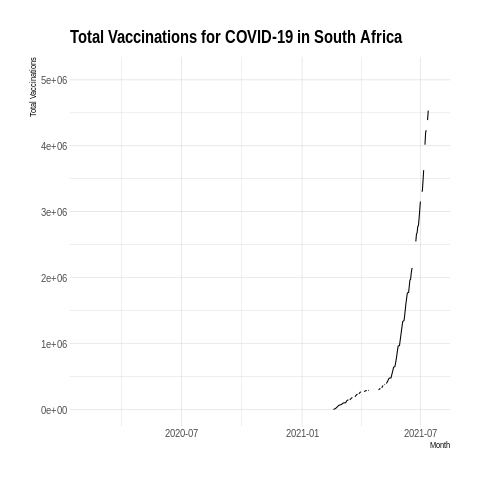 Total Vaccinations for COVID-19 in South Africa
Total Vaccinations
5e+06
4e+06
3e+06
2e+06
1e+06
0e+00
2020-07 2021-01 2021-07
Month